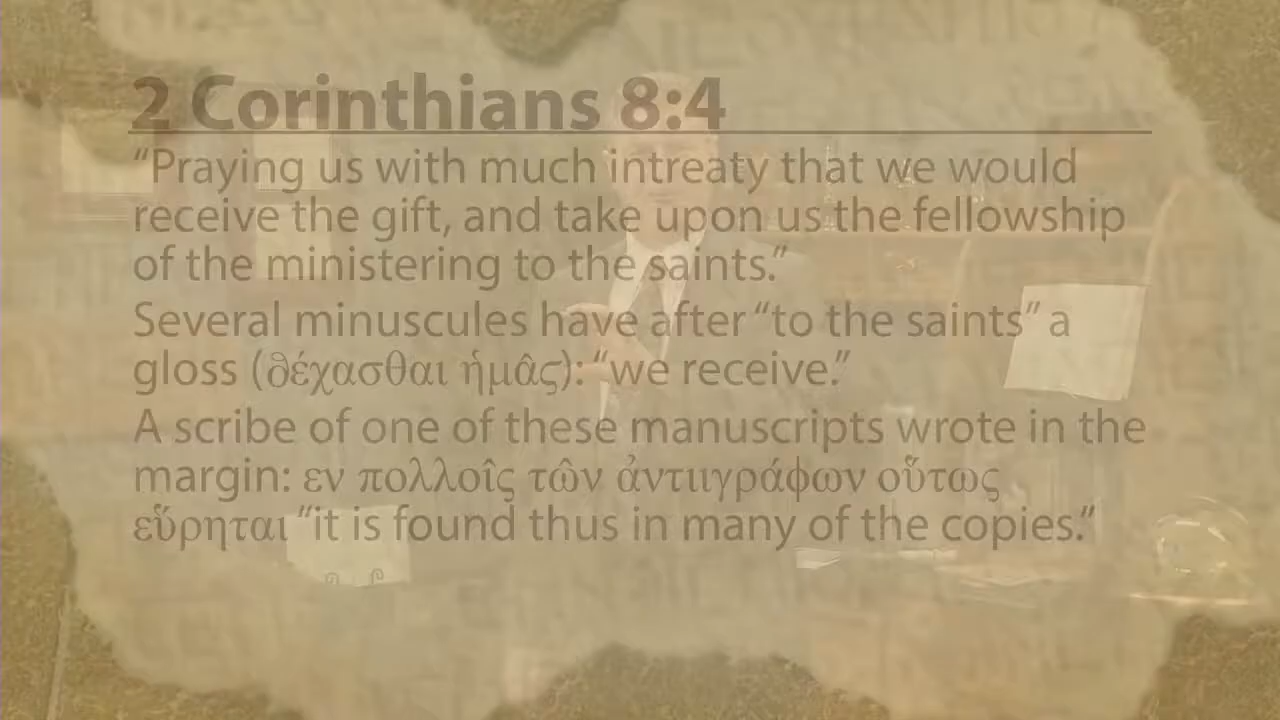 2 Corinthians 8:4
“Praying us with much intreaty that we would
receive the gift, and take upon us the fellowship
of the ministering to the saints.”
Several minuscules have after “to the saints” a
gloss (δέχασθαι ἡμᾶς): “we receive.”
A scribe of one of these manuscripts wrote in the
margin: εν πολλοῖς τῶν ἀντιιγράφων οὕτως
εὕρηται “it is found thus in many of the copies.”